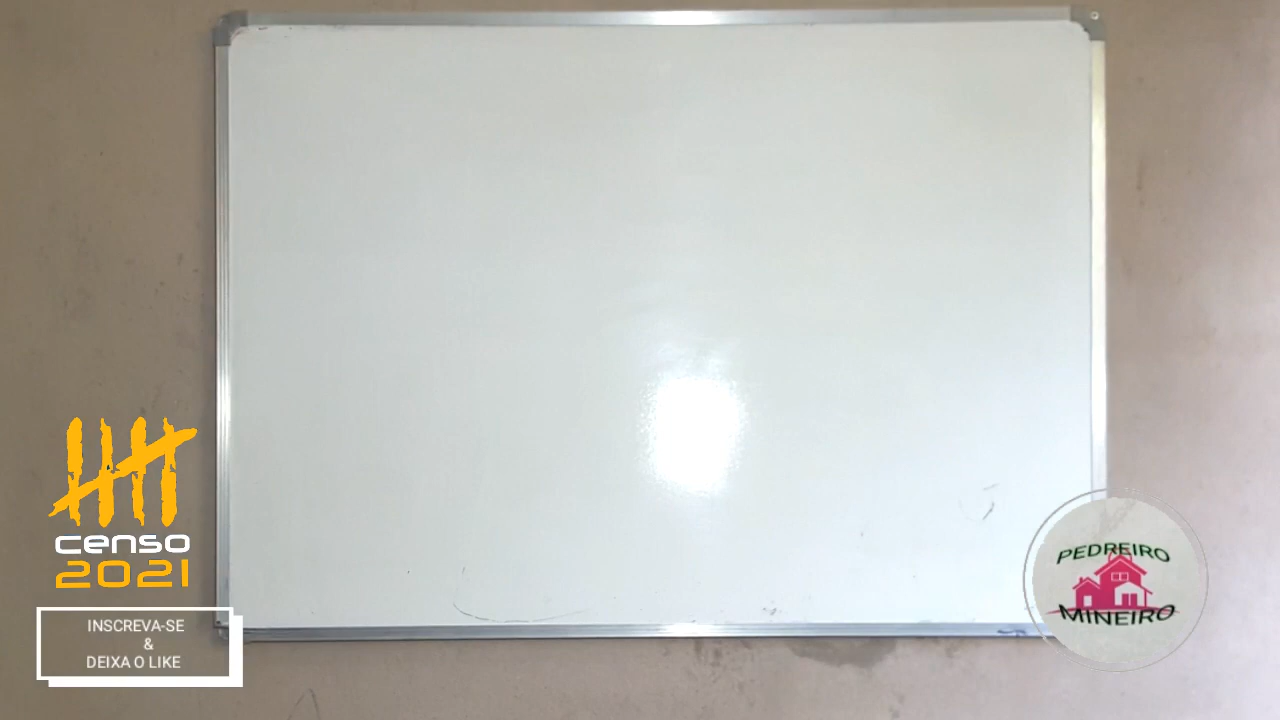 censo
2021
INSCREVA-SE
&
DEIXA O LIKE
PEDREIRO
MINEIRO